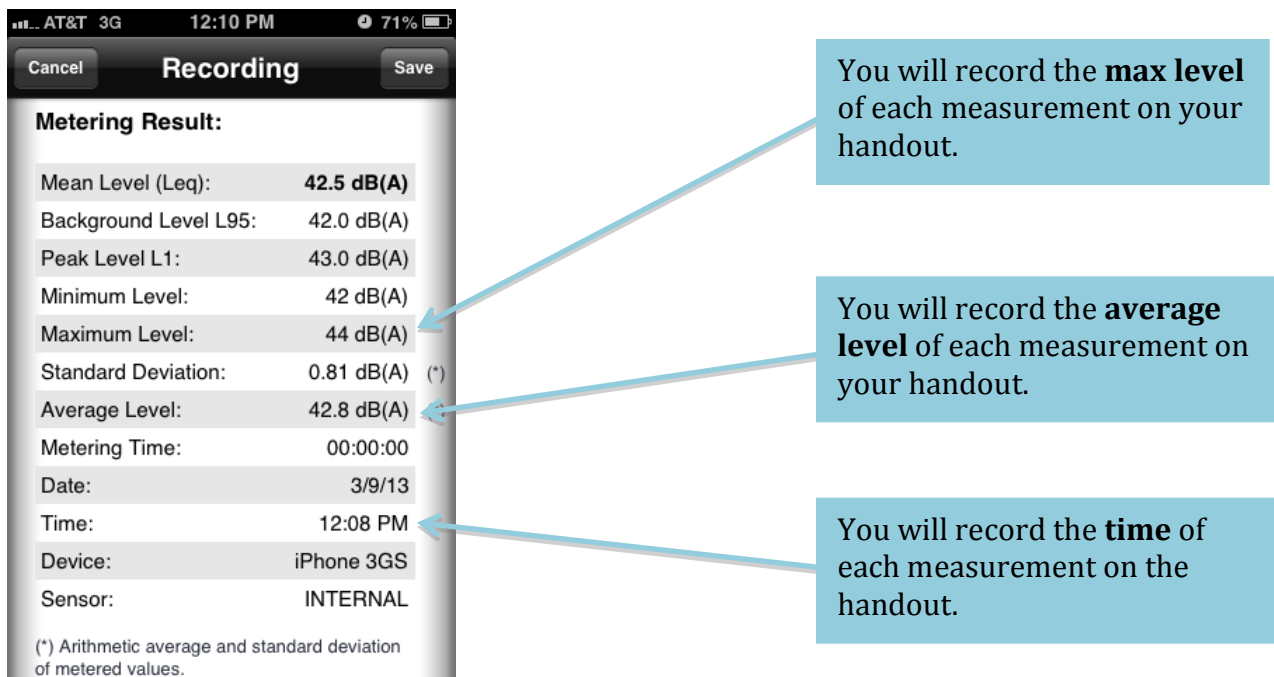 AT&T 3G 12:10 PM 71%
Cancel Recording Save
Metering Result:
Mean Level (Leq): 42.5 dB(A)
Background Level L95: 42.0 dB(A)
Peak Level L1: 43.0 dB(A)
Minimum Level: 42 dB(A)
Maximum Level: 44 dB(A)
Standard Deviation: 0.81 dB(A) (*)
Average Level: 42.8 dB(A)
Metering Time: 00:00:00
Date: 3/9/13
Time: 12:08 PM
Device: iPhone 3GS
Sensor: INTERNAL
(*) Arithmetic average and standard deviation
of metered values.
You will record the max level
of each measurement on your
handout.
You will record the average
level of each measurement on
your handout.
You will record the time of
each measurement on the
handout.